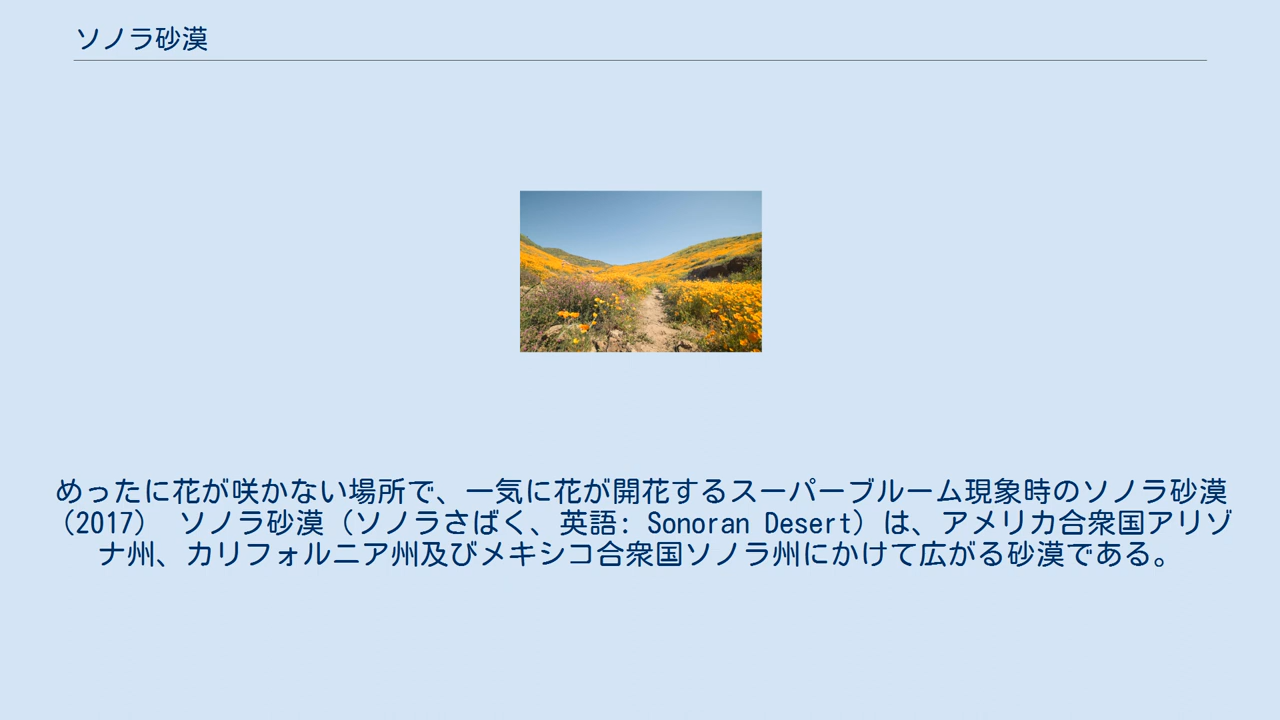 ソノラ砂漠
めったに花が咲かない場所で、一気に花が開花するスーパーブルーム現象時のソノラ砂漠
（2017） ソノラ砂漠（ソノラさばく、英語: Sonoran Desert）は、アメリカ合衆国アリゾ
ナ州、カリフォルニア州及びメキシコ合衆国ソノラ州にかけて広がる砂漠である。